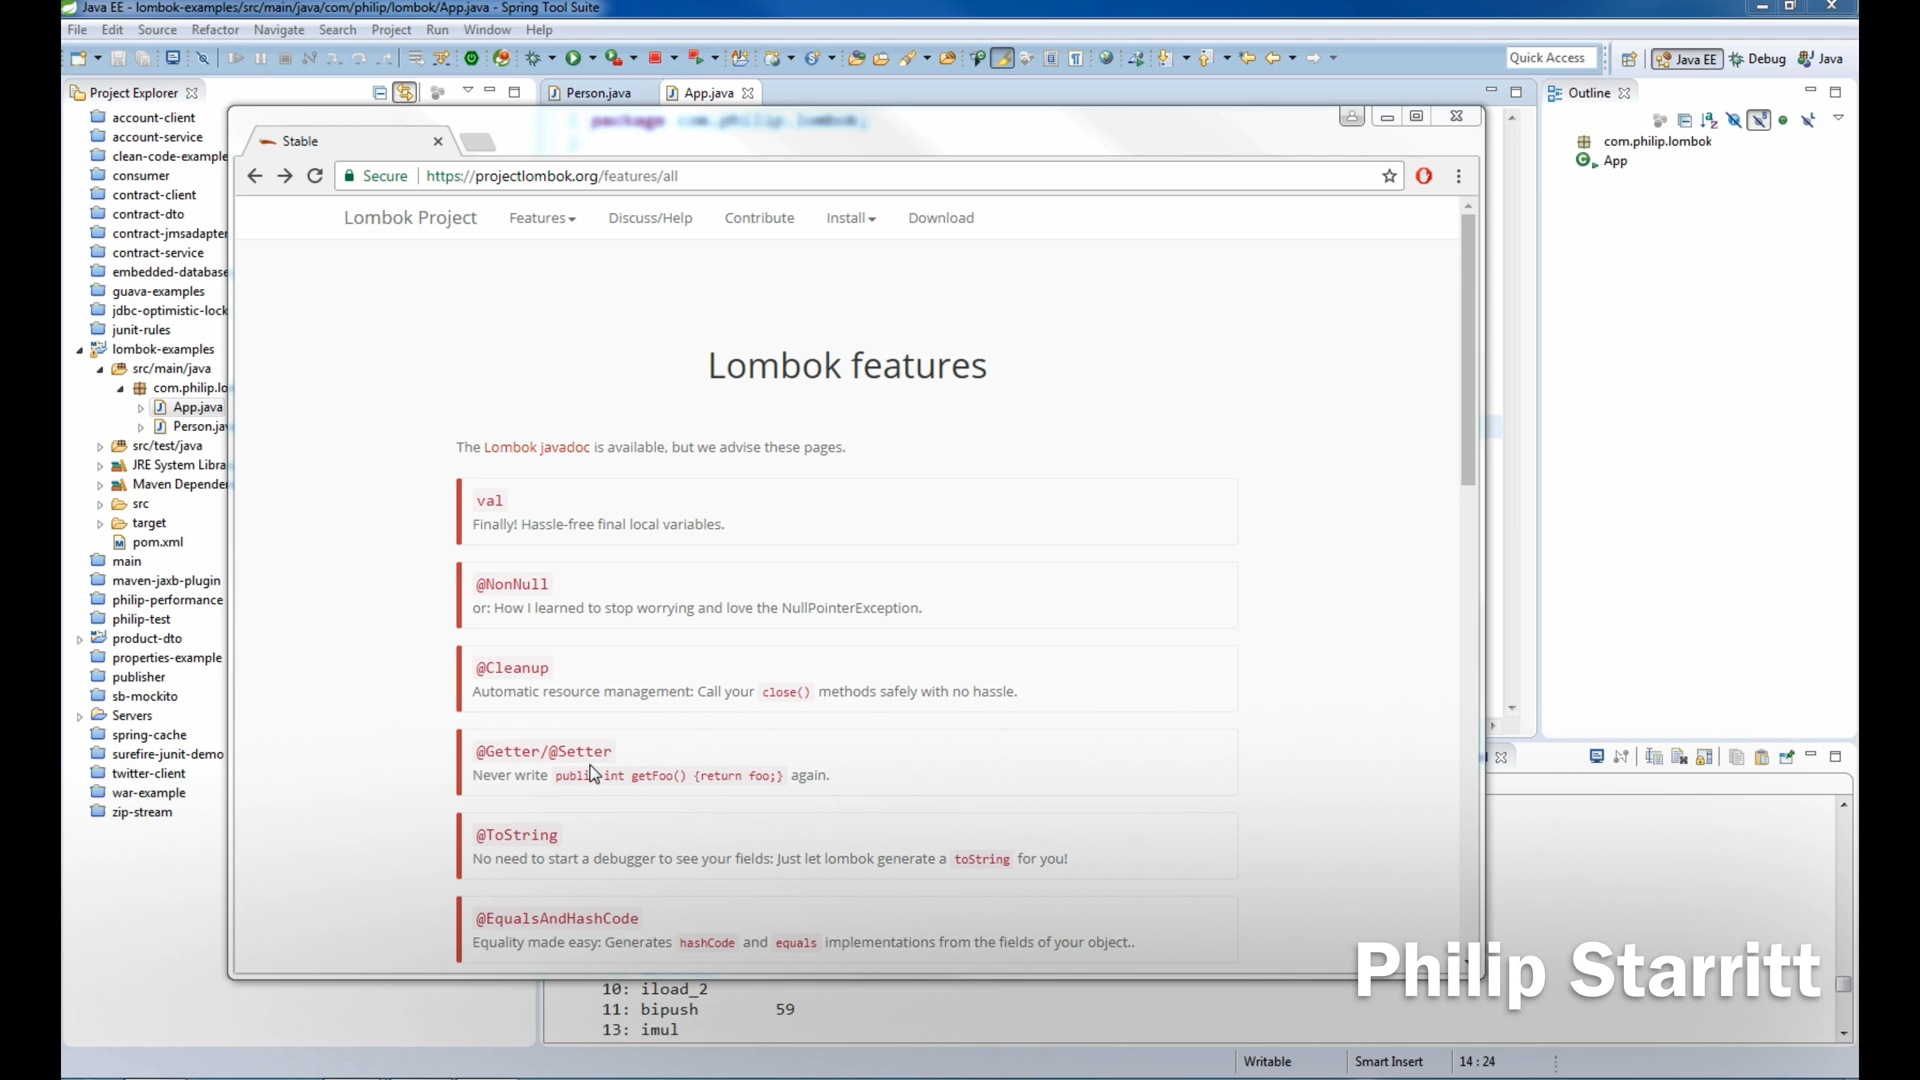 Java EE - lombok-examples/src/main/java/com/philip/lombok/App.java - Spring Tool Suite
File Edit Source Refactor Navigate Search Project Run Window Help
Quick Access
Java EE Debug Java
Project Explorer
Person.java App.java
Outline
account-client
account-service
clean-code-example
consumer
contract-client
contract-dto
contract-jmsadapter
contract-service
embedded-database
guava-examples
jdbc-optimistic-lock
junit-rules
lombok-examples
src/main/java
com.philip.lo
App.java
Person.jav
src/test/java
JRE System Libra
Maven Depende
src
target
pom.xml
main
maven-jaxb-plugin
philip-performance
philip-test
product-dto
properties-example
publisher
sb-mockito
Servers
spring-cache
surefire-junit-demo
twitter-client
war-example
zip-stream
1 package com.philip.lombok;
2
com.philip.lombok
App
Stable
Secure https://projectlombok.org/features/all
Lombok Project Features Discuss/Help Contribute Install Download
Lombok features
The Lombok javadoc is available, but we advise these pages.
val
Finally! Hassle-free final local variables.
@NonNull
or: How I learned to stop worrying and love the NullPointerException.
@Cleanup
Automatic resource management: Call your close() methods safely with no hassle.
@Getter/@Setter
Never write public int getFoo() {return foo;} again.
@ToString
No need to start a debugger to see your fields: Just let lombok generate a toString for you!
@EqualsAndHashCode
Equality made easy: Generates hashCode and equals implementations from the fields of your object..
10: iload_2
11: bipush 59
13: imul
Philip Starritt
Writable Smart Insert 14 : 24